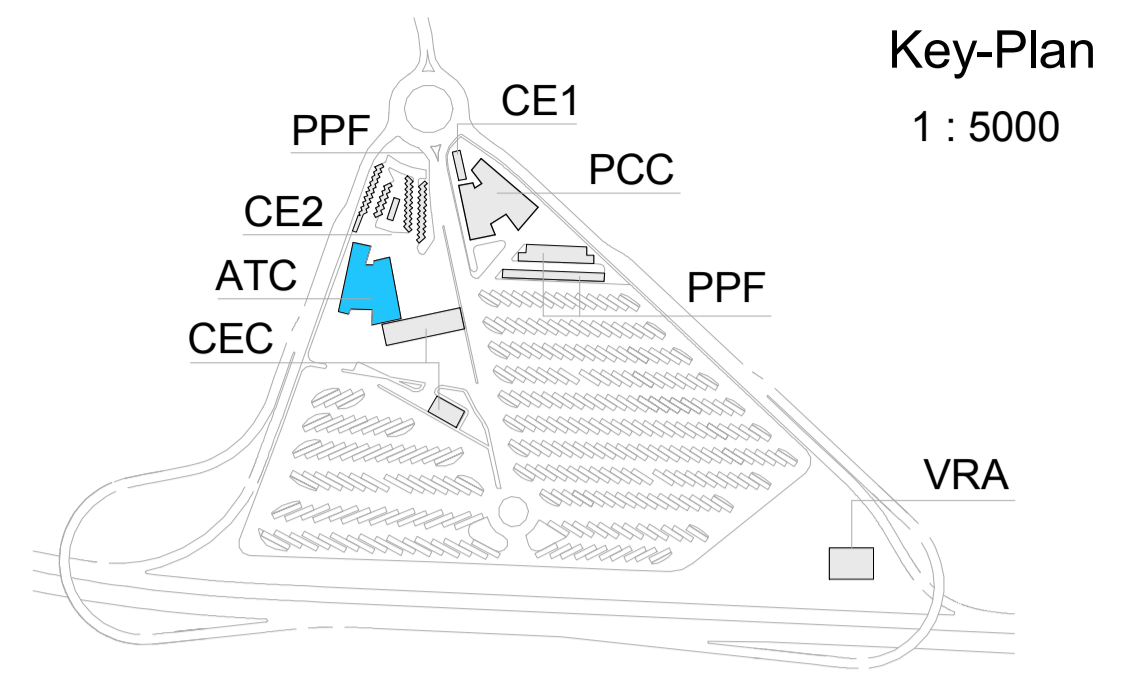 Key-Plan
1 : 5000
CE1
PPF
PCC
CE2
ATC
PPF
CEC
VRA